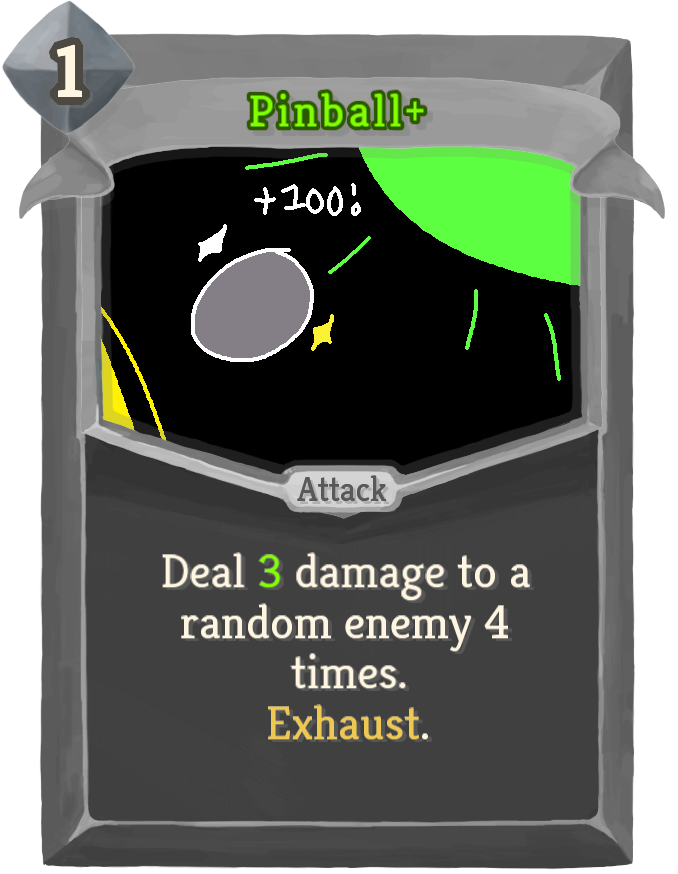 1
Pinball+
+100!
Attack
Deal 3 damage to a
random enemy 4
times.
Exhaust.